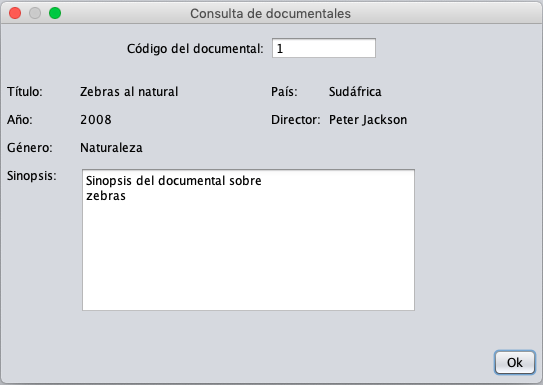 Consulta de documentales
Código del documental: 1
Título: Zebras al natural País: Sudáfrica
Año: 2008 Director: Peter Jackson
Género: Naturaleza
Sinopsis: Sinopsis del documental sobre
zebras
Ok